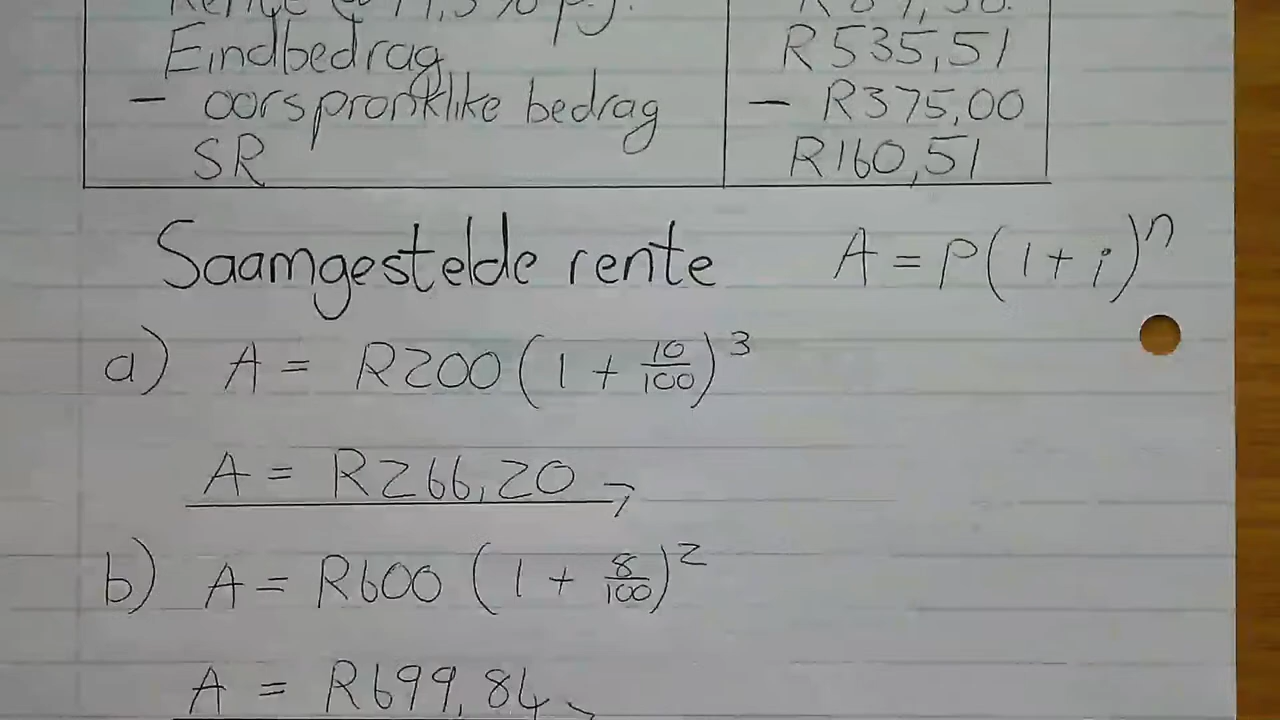 Eindbedrag R535,51
- oorspronklike bedrag - R375,00
SR R160,51
Saamgestelde rente A = P(1 + i)^n
a) A = R200(1 + 10/100)^3
A = R266,20
b) A = R600 (1 + 8/100)^2
A = R699,84